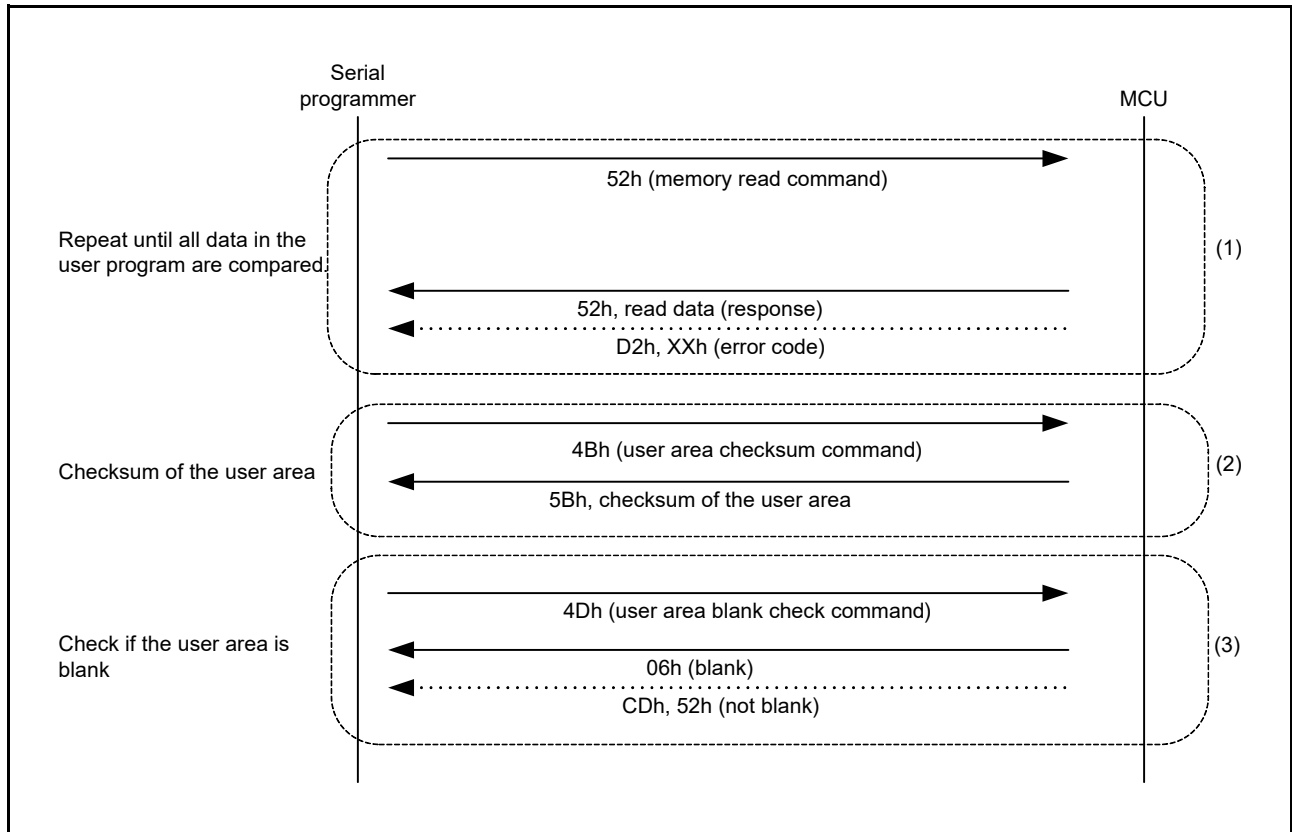 Serial
programmer
MCU
52h (memory read command)
Repeat until all data in the
user program are compared.
(1)
52h, read data (response)
D2h, XXh (error code)
4Bh (user area checksum command)
Checksum of the user area
(2)
5Bh, checksum of the user area
4Dh (user area blank check command)
Check if the user area is
blank
(3)
06h (blank)
CDh, 52h (not blank)